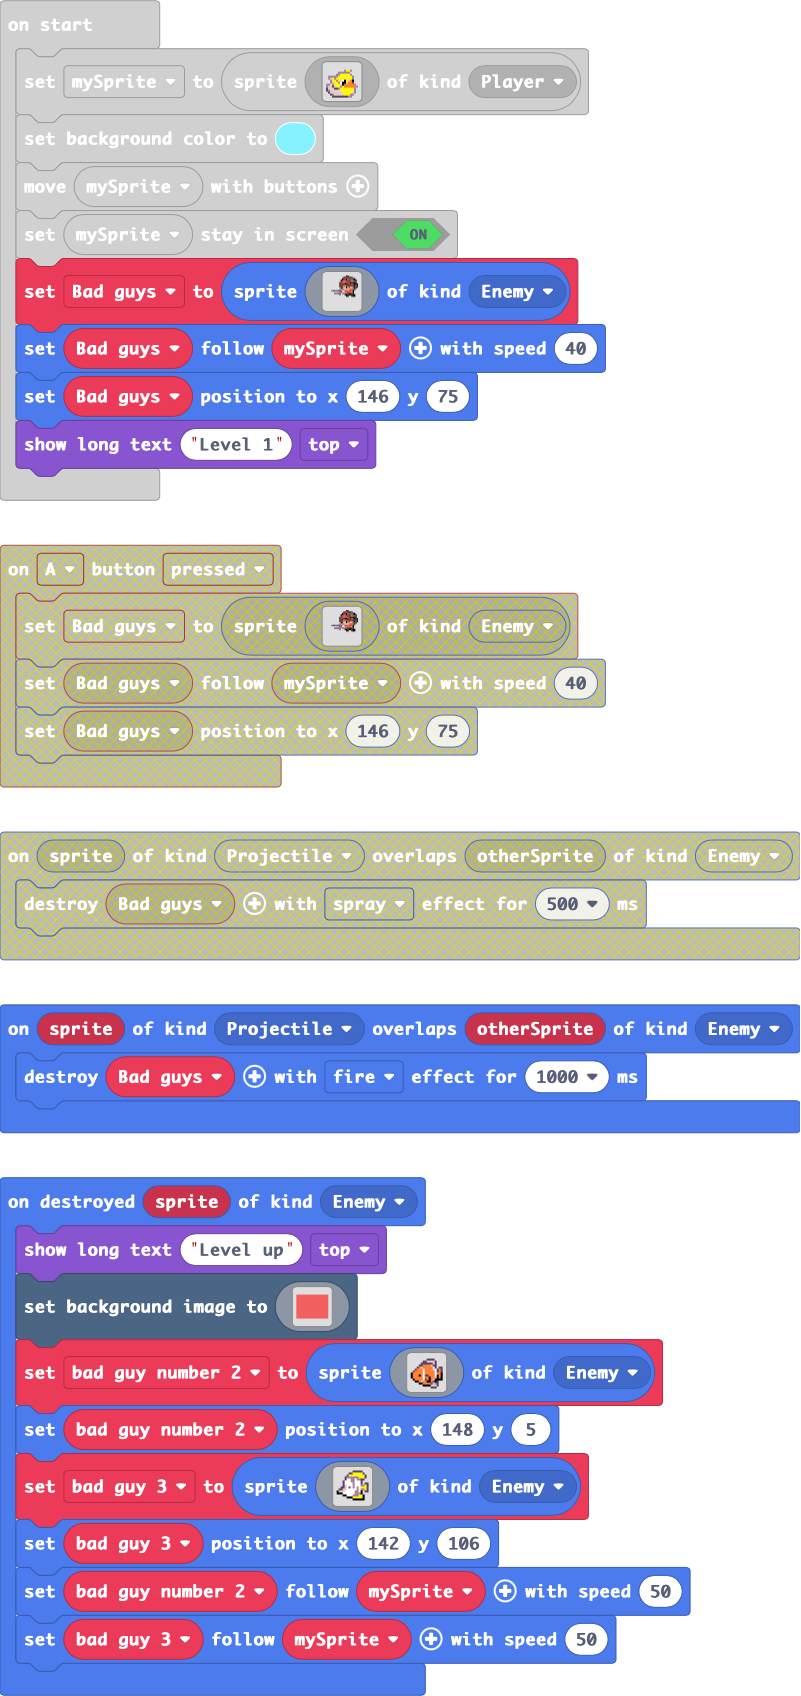 on start
set mySprite to sprite of kind Player
set background color to
move mySprite with buttons
set mySprite stay in screen ON
set Bad guys to sprite of kind Enemy
set Bad guys follow mySprite with speed 40
set Bad guys position to x 146 y 75
show long text "Level 1" top
on A button pressed
set Bad guys to sprite of kind Enemy
set Bad guys follow mySprite with speed 40
set Bad guys position to x 146 y 75
on sprite of kind Projectile overlaps otherSprite of kind Enemy
destroy Bad guys with spray effect for 500 ms
on sprite of kind Projectile overlaps otherSprite of kind Enemy
destroy Bad guys with fire effect for 1000 ms
on destroyed sprite of kind Enemy
show long text "Level up" top
set background image to
set bad guy number 2 to sprite of kind Enemy
set bad guy number 2 position to x 148 y 5
set bad guy 3 to sprite of kind Enemy
set bad guy 3 position to x 142 y 106
set bad guy number 2 follow mySprite with speed 50
set bad guy 3 follow mySprite with speed 50